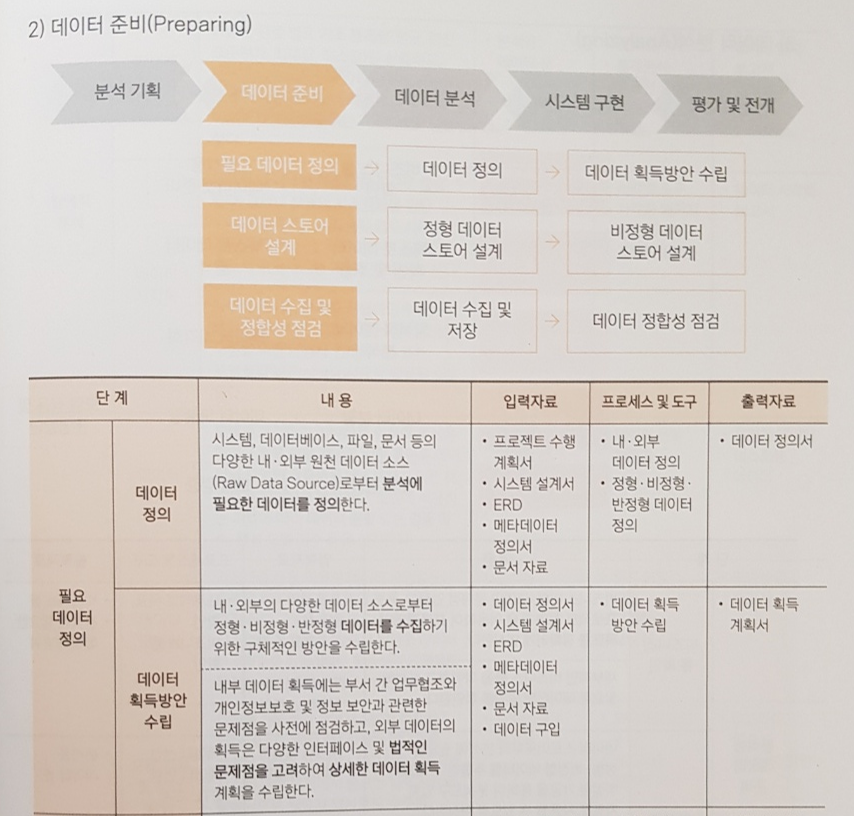 2) 데이터 준비(Preparing)
분석 기획
데이터 준비
데이터 분석
시스템 구현
평가 및 전개
필요 데이터 정의
데이터 정의
데이터 획득방안 수립
데이터 스토어
설계
정형 데이터
스토어 설계
비정형 데이터
스토어 설계
데이터 수집 및
정합성 점검
데이터 수집 및
저장
데이터 정합성 점검
단 계
내 용
입력자료
프로세스 및 도구
출력자료
필요
데이터
정의
데이터
정의
시스템, 데이터베이스, 파일, 문서 등의
다양한 내·외부 원천 데이터 소스
(Raw Data Source)로부터 분석에
필요한 데이터를 정의한다.
• 프로젝트 수행
계획서
• 시스템 설계서
• ERD
• 메타데이터
정의서
• 문서 자료
• 내·외부
데이터 정의
• 정형·비정형·
반정형 데이터
정의
• 데이터 정의서
데이터
획득방안
수립
내·외부의 다양한 데이터 소스로부터
정형·비정형·반정형 데이터를 수집하기
위한 구체적인 방안을 수립한다.
내부 데이터 획득에는 부서 간 업무협조와
개인정보보호 및 정보 보안과 관련한
문제점을 사전에 점검하고, 외부 데이터의
획득은 다양한 인터페이스 및 법적인
문제점을 고려하여 상세한 데이터 획득
계획을 수립한다.
• 데이터 정의서
• 시스템 설계서
• ERD
• 메타데이터
정의서
• 문서 자료
• 데이터 구입
• 데이터 획득
방안 수립
• 데이터 획득
계획서